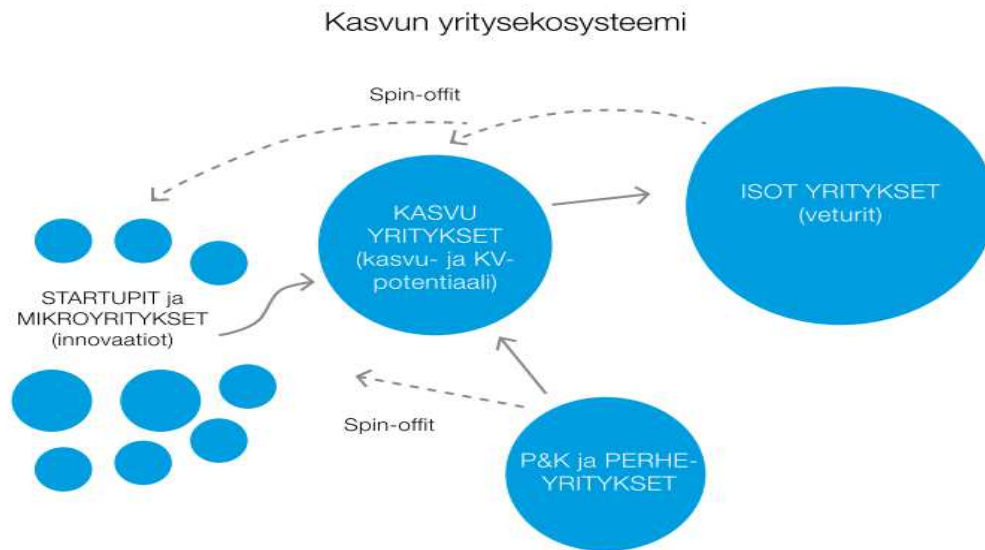 Kasvun yritysekosysteemi
Spin-offit
ISOT YRITYKSET
(veturit)
KASVU
YRITYKSET
(kasvu- ja KV-
potentiaali)
STARTUPIT ja
MIKROYRITYKSET
(innovaatiot)
Spin-offit
P&K ja PERHE-
YRITYKSET